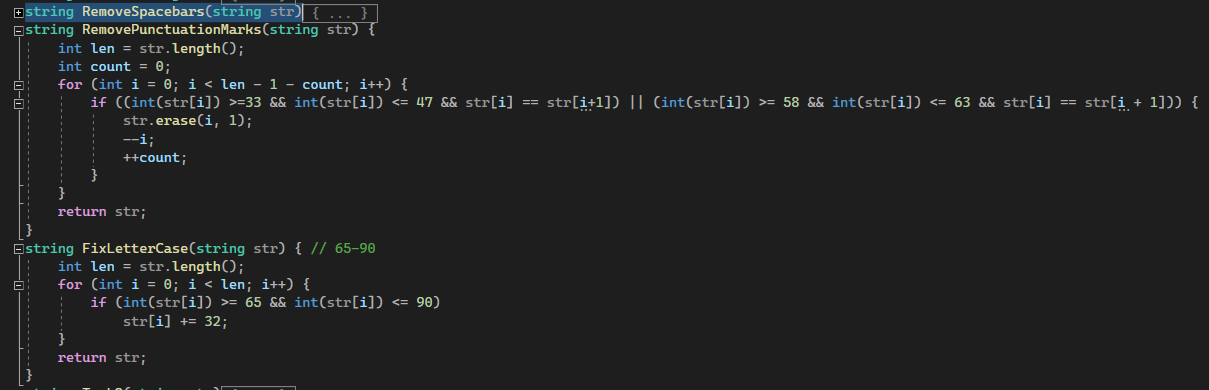 string RemoveSpacebars(string str) { ... }
string RemovePunctuationMarks(string str) {
int len = str.length();
int count = 0;
for (int i = 0; i < len - 1 - count; i++) {
if ((int(str[i]) >=33 && int(str[i]) <= 47 && str[i] == str[i+1]) || (int(str[i]) >= 58 && int(str[i]) <= 63 && str[i] == str[i + 1])) {
str.erase(i, 1);
--i;
++count;
}
}
return str;
}
string FixLetterCase(string str) { // 65-90
int len = str.length();
for (int i = 0; i < len; i++) {
if (int(str[i]) >= 65 && int(str[i]) <= 90)
str[i] += 32;
}
return str;
}